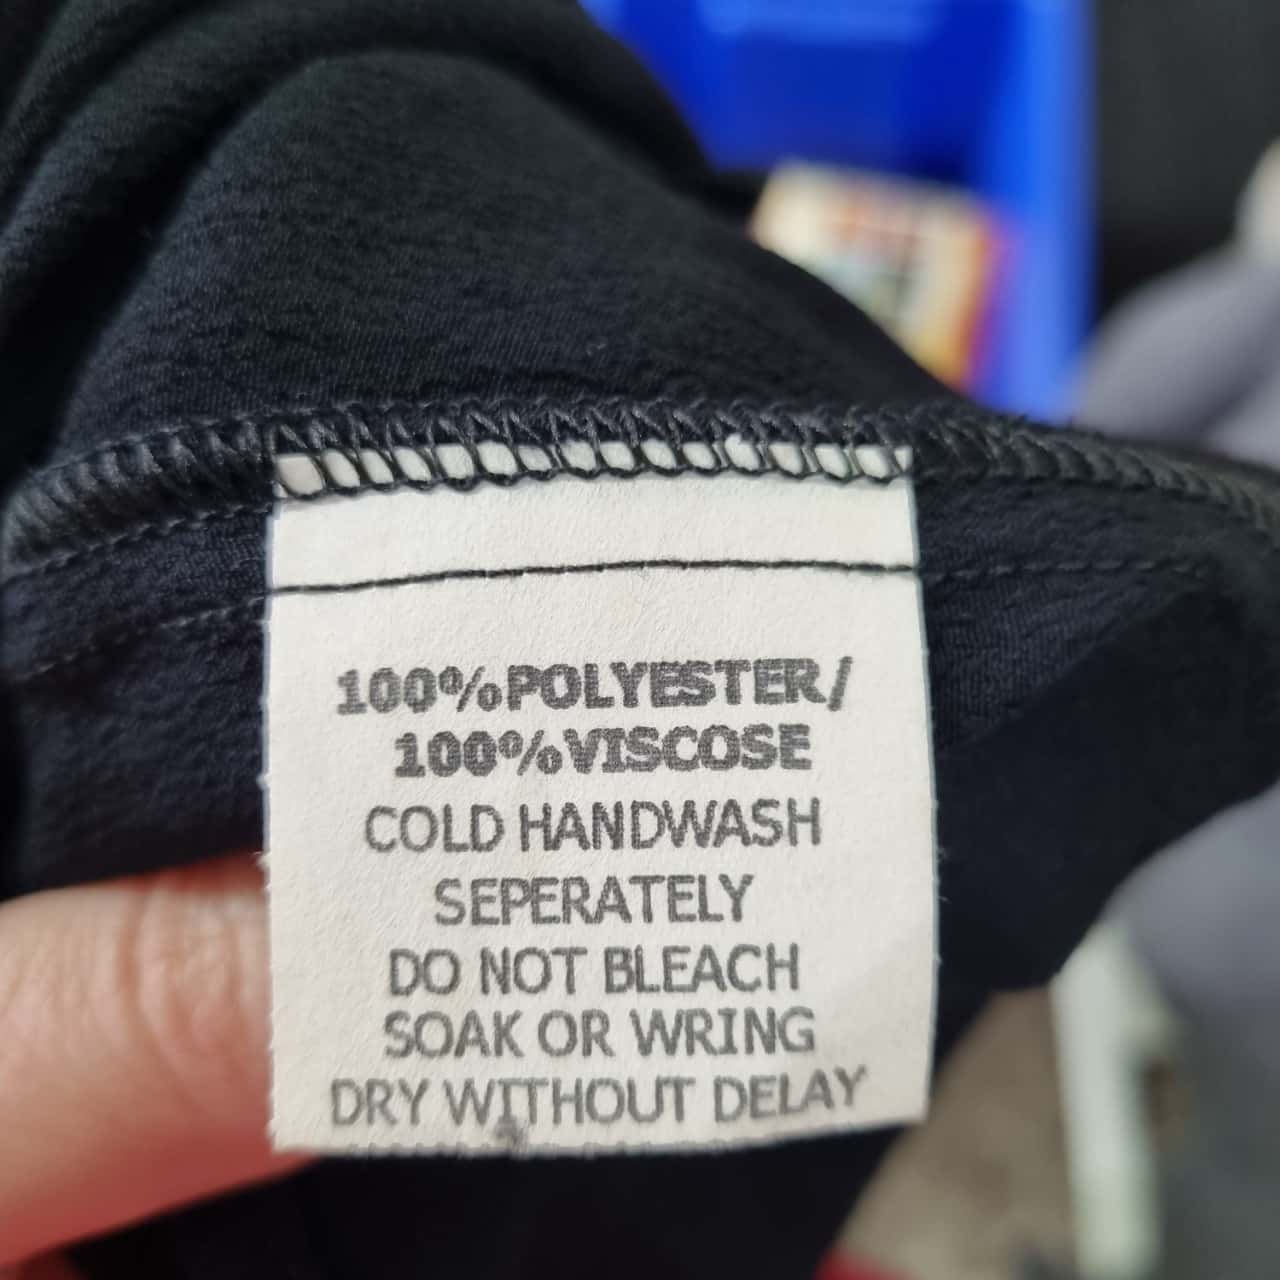 100%POLYESTER/
100%VISCOSE
COLD HANDWASH
SEPERATELY
DO NOT BLEACH
SOAK OR WRING
DRY WITHOUT DELAY